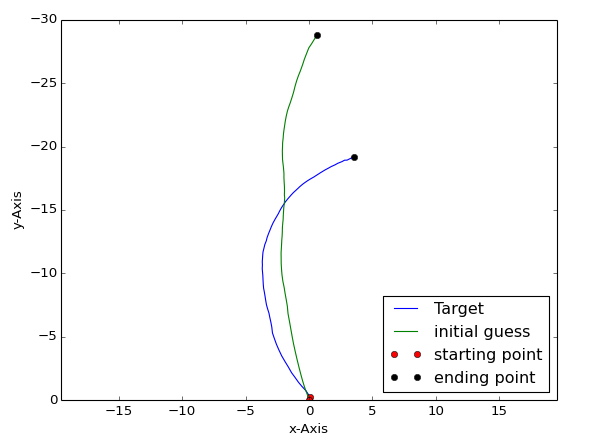 −30
−25
−20
−15
−10
−5
0
y-Axis
−15 −10 −5 0 5 10 15
x-Axis
Target
initial guess
starting point
ending point